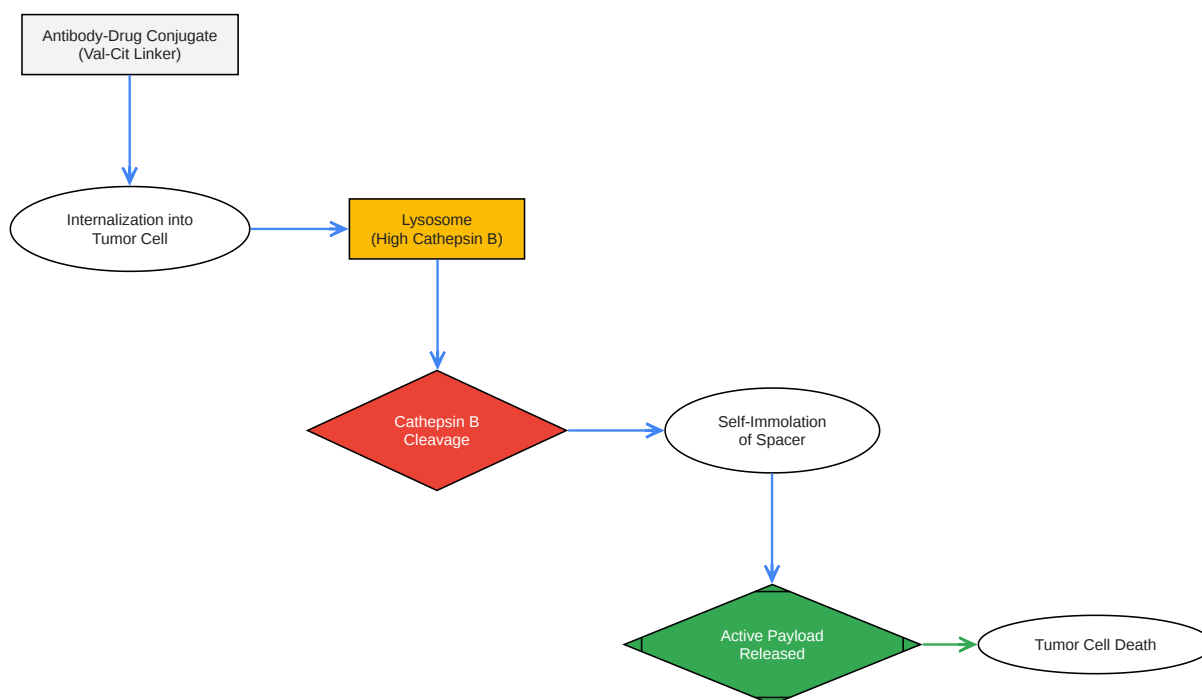 Antibody-Drug Conjugate
(Val-Cit Linker)
Internalization into
Tumor Cell
Lysosome
(High Cathepsin B)
Cathepsin B
Cleavage
Self-Immolation
of Spacer
Active Payload
Released
Tumor Cell Death